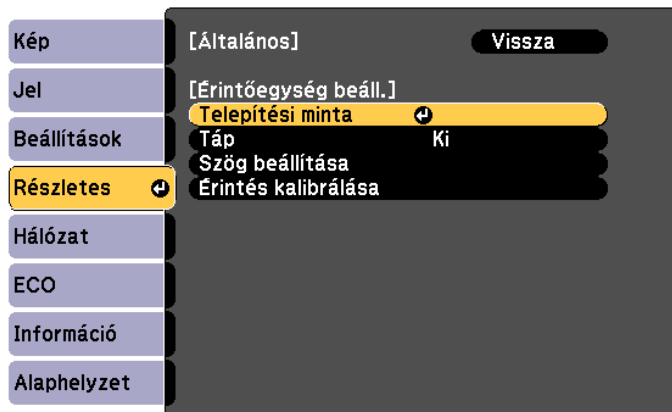 Kép
Jel
Beállítások
Részletes
Hálózat
ECO
Információ
Alaphelyzet
[Általános]
Vissza
[Érintőegység beáll.]
Telepítési minta
Táp Ki
Szög beállítása
Érintés kalibrálása